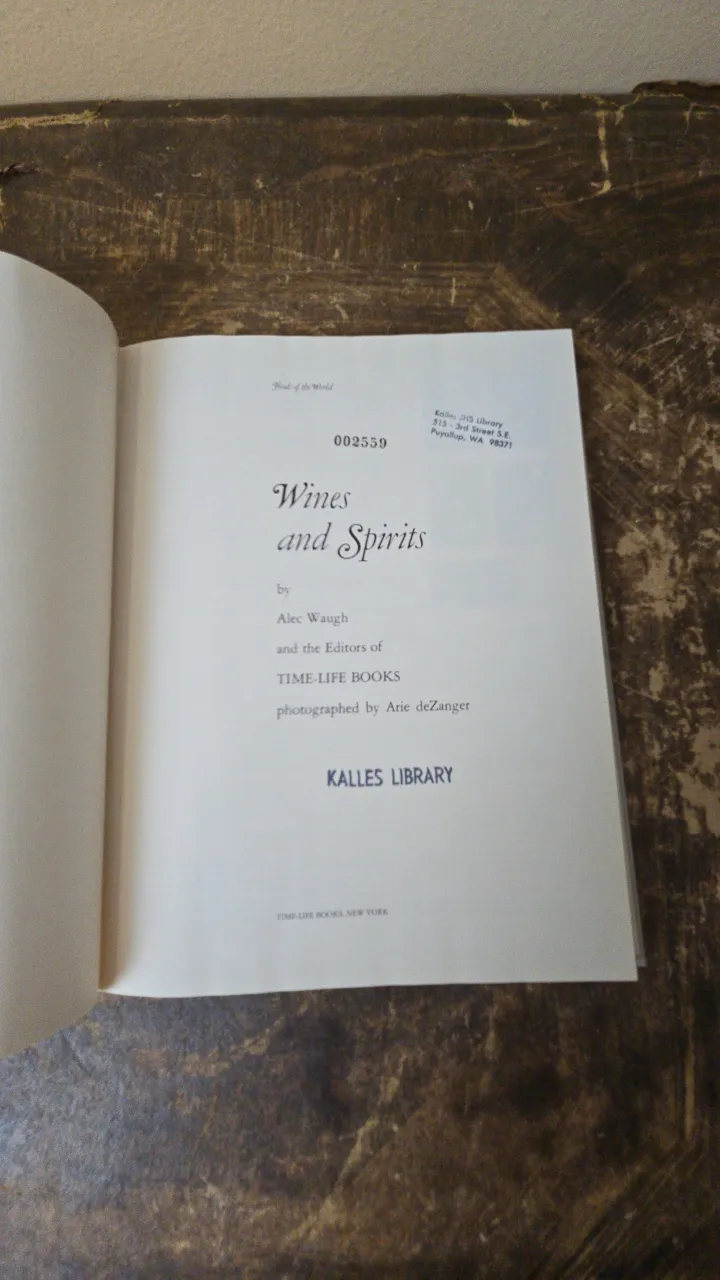 Foods of the World
002559
Kalles JHS Library
515 - 3rd Street S.E.
Puyallup, WA 98371
Wines
and Spirits
by
Alec Waugh
and the Editors of
TIME-LIFE BOOKS
photographed by Arie deZanger
KALLES LIBRARY
TIME-LIFE BOOKS, NEW YORK